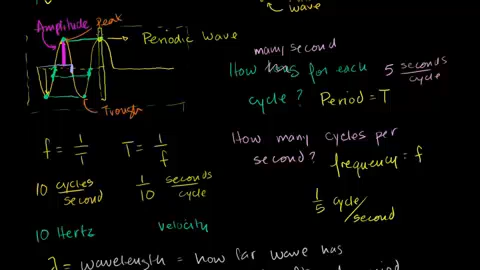 wave
Amplitude
peak
Periodic wave
Trough
many second
How long for each
cycle?
5 seconds/cycle
Period = T
How many cycles per
second?
frequency = f
1/5 cycle/second
f = 1/T
T = 1/f
10 cycles/second
1/10 seconds/cycle
10 Hertz
velocity
λ = wavelength = how far wave has